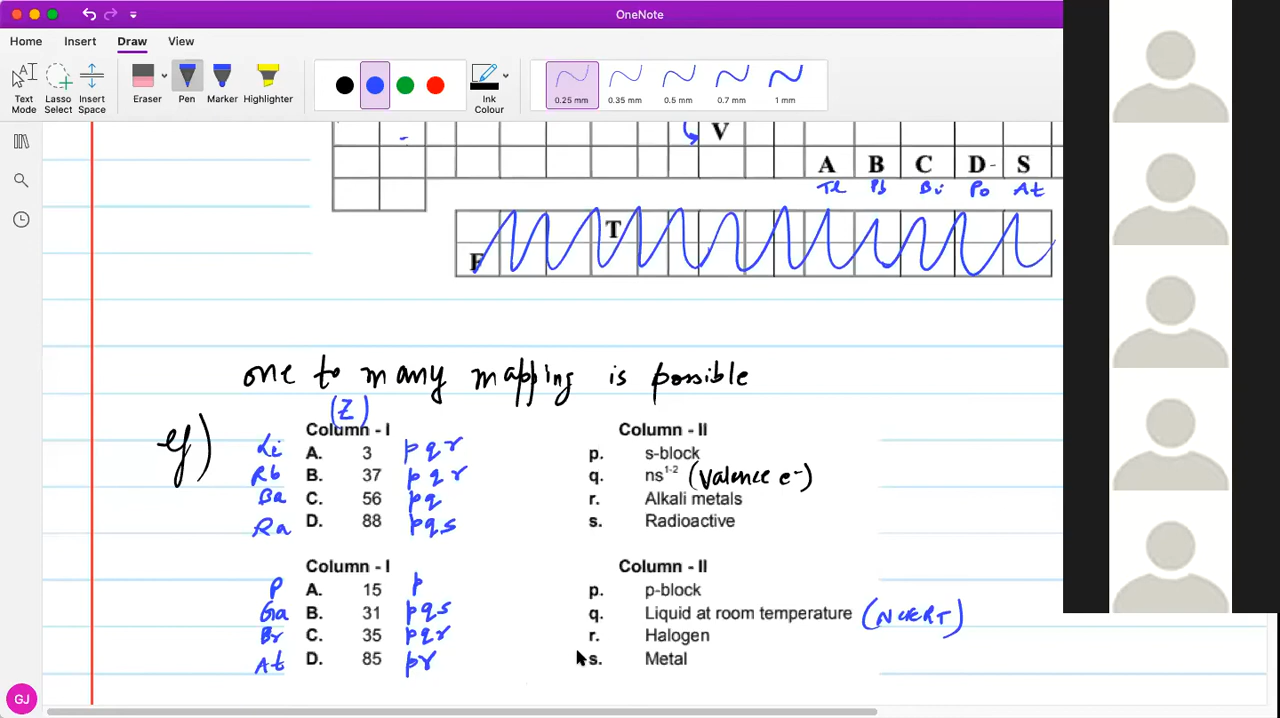 OneNote
Home Insert Draw View
Text Mode Lasso Select Insert Space Eraser Pen Marker Highlighter Ink Colour 0.25 mm 0.35 mm 0.5 mm 0.7 mm 1 mm
V
A B C D - S
Tl Pb Bi Po At
T
F
one to many mapping is possible
(Z)
eg)
Column - I Column - II
Li A. 3 p q r p. s-block
Rb B. 37 p q r q. ns1-2 (Valence e-)
Ba C. 56 p q r. Alkali metals
Ra D. 88 p q s s. Radioactive
Column - I Column - II
P A. 15 p p. p-block
Ga B. 31 p q s q. Liquid at room temperature (NCERT)
Br C. 35 p q r r. Halogen
At D. 85 p r s. Metal
GJ